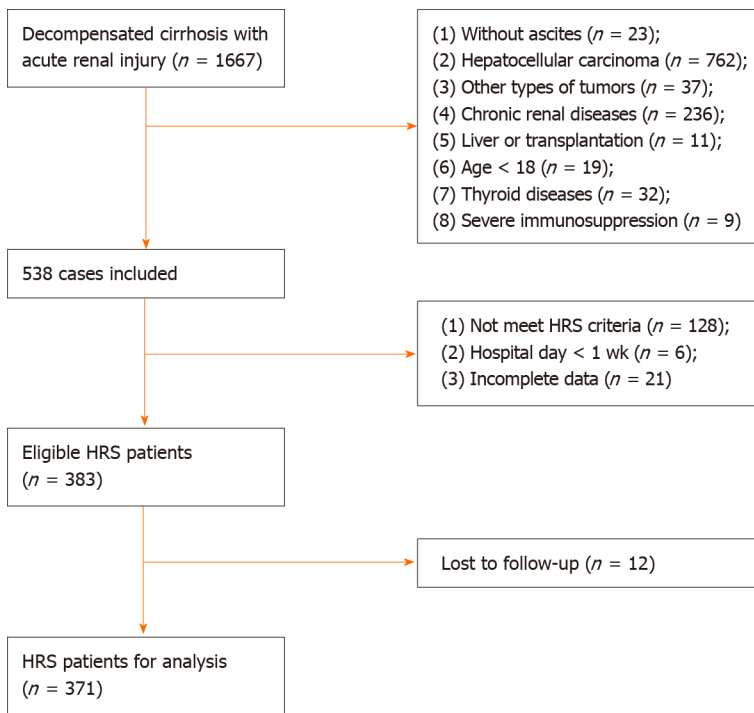 Decompensated cirrhosis with
acute renal injury (n = 1667)
(1) Without ascites (n = 23);
(2) Hepatocellular carcinoma (n = 762);
(3) Other types of tumors (n = 37);
(4) Chronic renal diseases (n = 236);
(5) Liver or transplantation (n = 11);
(6) Age < 18 (n = 19);
(7) Thyroid diseases (n = 32);
(8) Severe immunosuppression (n = 9)
538 cases included
(1) Not meet HRS criteria (n = 128);
(2) Hospital day < 1 wk (n = 6);
(3) Incomplete data (n = 21)
Eligible HRS patients
(n = 383)
Lost to follow-up (n = 12)
HRS patients for analysis
(n = 371)